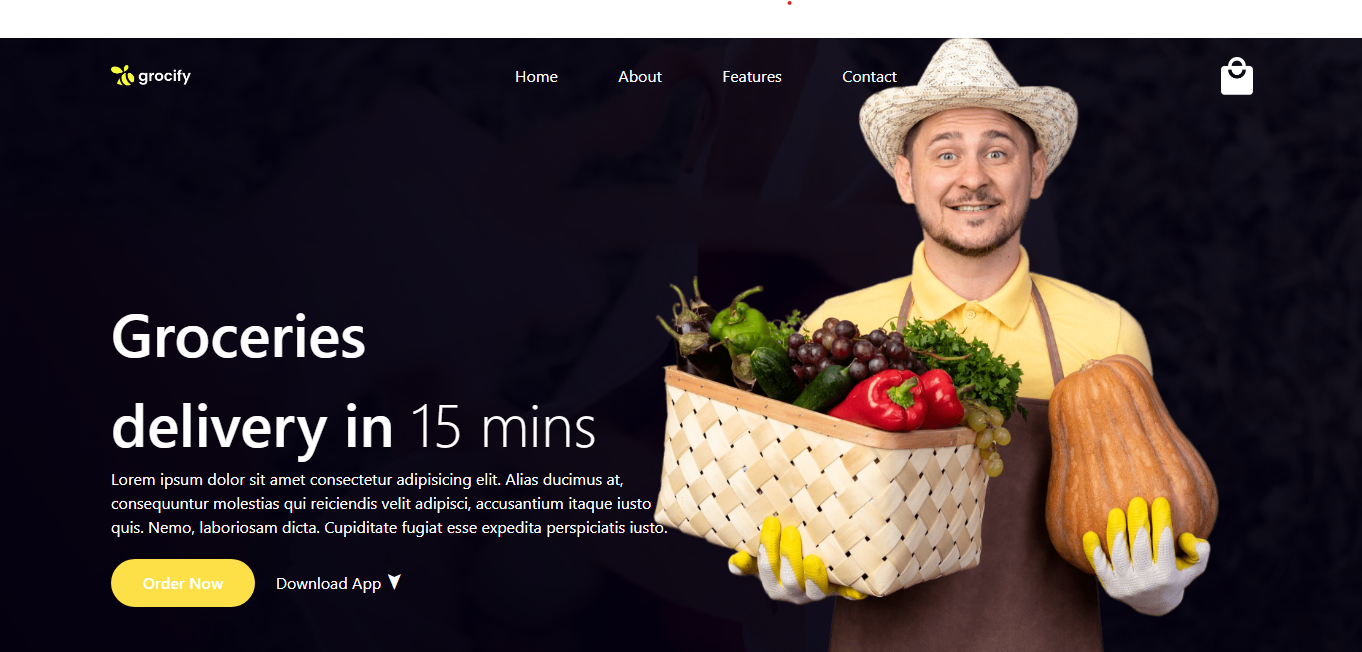 grocify
Home About Features Contact
Groceries
delivery in 15 mins
Lorem ipsum dolor sit amet consectetur adipisicing elit. Alias ducimus at,
consequuntur molestias qui reiciendis velit adipisci, accusantium itaque iusto
quis. Nemo, laboriosam dicta. Cupiditate fugiat esse expedita perspiciatis iusto.
Order Now Download App